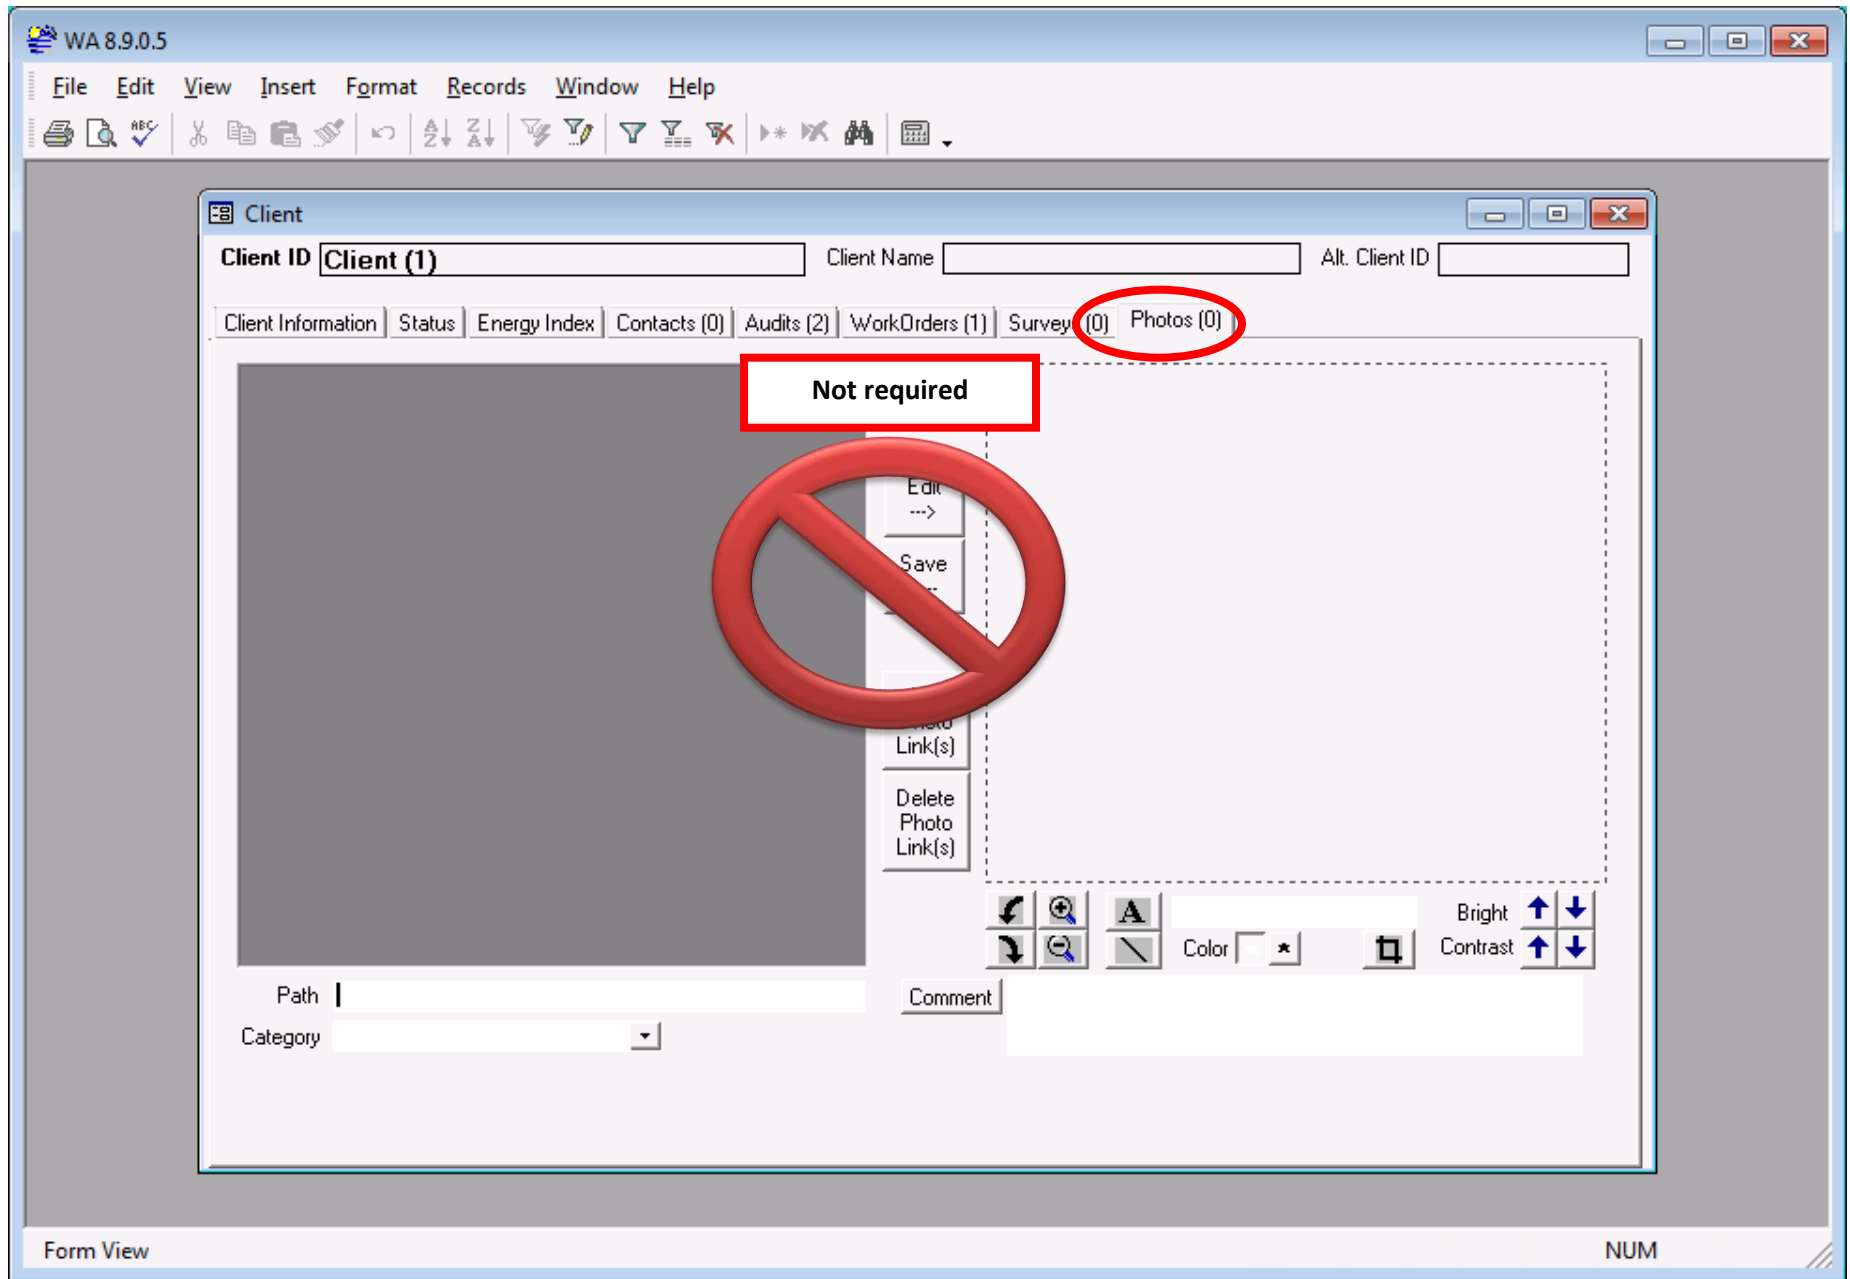 WA 8.9.0.5
File Edit View Insert Format Records Window Help
Client
Client ID Client (1) Client Name Alt. Client ID
Client Information Status Energy Index Contacts (0) Audits (2) WorkOrders (1) Survey (0) Photos (0)
Not required
Edit
--->
Save
Link(s)
Delete
Photo
Link(s)
A Bright
Color * Contrast
Path
Comment
Category
Form View NUM